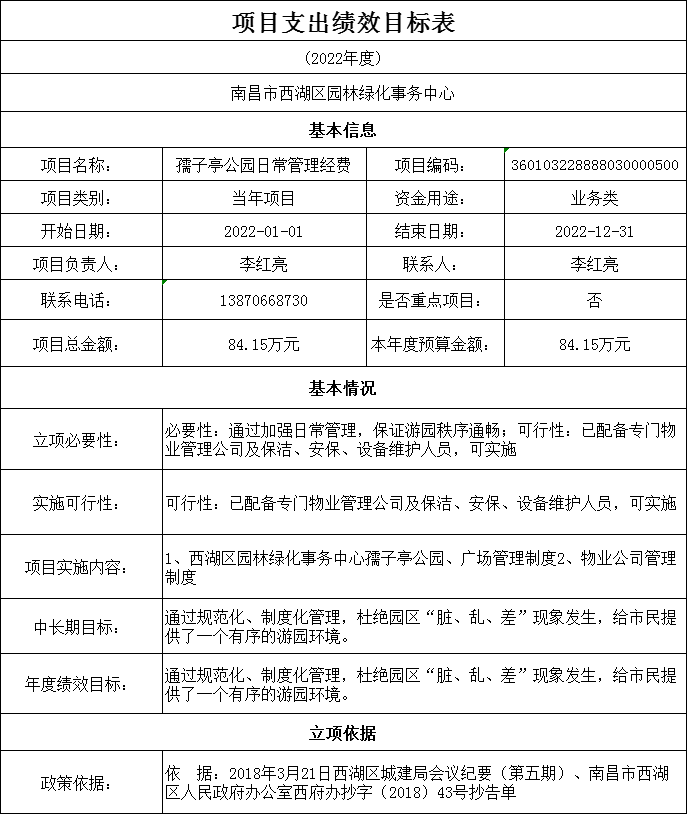 项目支出绩效目标表
(2022年度)
南昌市西湖区园林绿化事务中心
基本信息
项目名称： 孺子亭公园日常管理经费 项目编码： 360103228888030000500
项目类别： 当年项目 资金用途： 业务类
开始日期： 2022-01-01 结束日期： 2022-12-31
项目负责人： 李红亮 联系人： 李红亮
联系电话： 13870668730 是否重点项目： 否
项目总金额： 84.15万元 本年度预算金额： 84.15万元
基本情况
立项必要性： 必要性：通过加强日常管理，保证游园秩序通畅；可行性：已配备专门物
业管理公司及保洁、安保、设备维护人员，可实施
实施可行性： 可行性：已配备专门物业管理公司及保洁、安保、设备维护人员，可实施
项目实施内容： 1、西湖区园林绿化事务中心孺子亭公园、广场管理制度2、物业公司管理
制度
中长期目标： 通过规范化、制度化管理，杜绝园区“脏、乱、差”现象发生，给市民提
供了一个有序的游园环境。
年度绩效目标： 通过规范化、制度化管理，杜绝园区“脏、乱、差”现象发生，给市民提
供了一个有序的游园环境。
立项依据
政策依据： 依　据：2018年3月21日西湖区城建局会议纪要（第五期）、南昌市西湖
区人民政府办公室西府办抄字（2018）43号抄告单